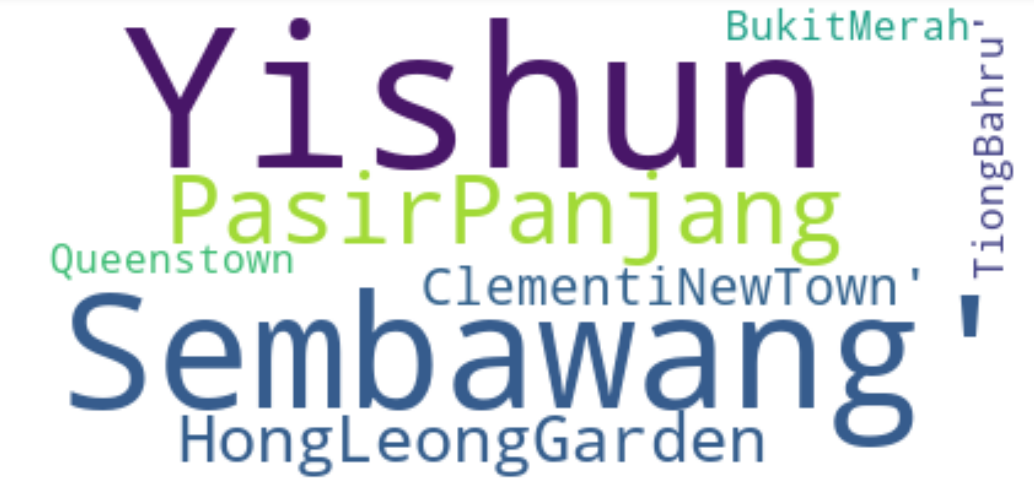 BukitMerah
Yishun
TiongBahru'
PasirPanjang
Queenstown
ClementiNewTown'
Sembawang'
HongLeongGarden